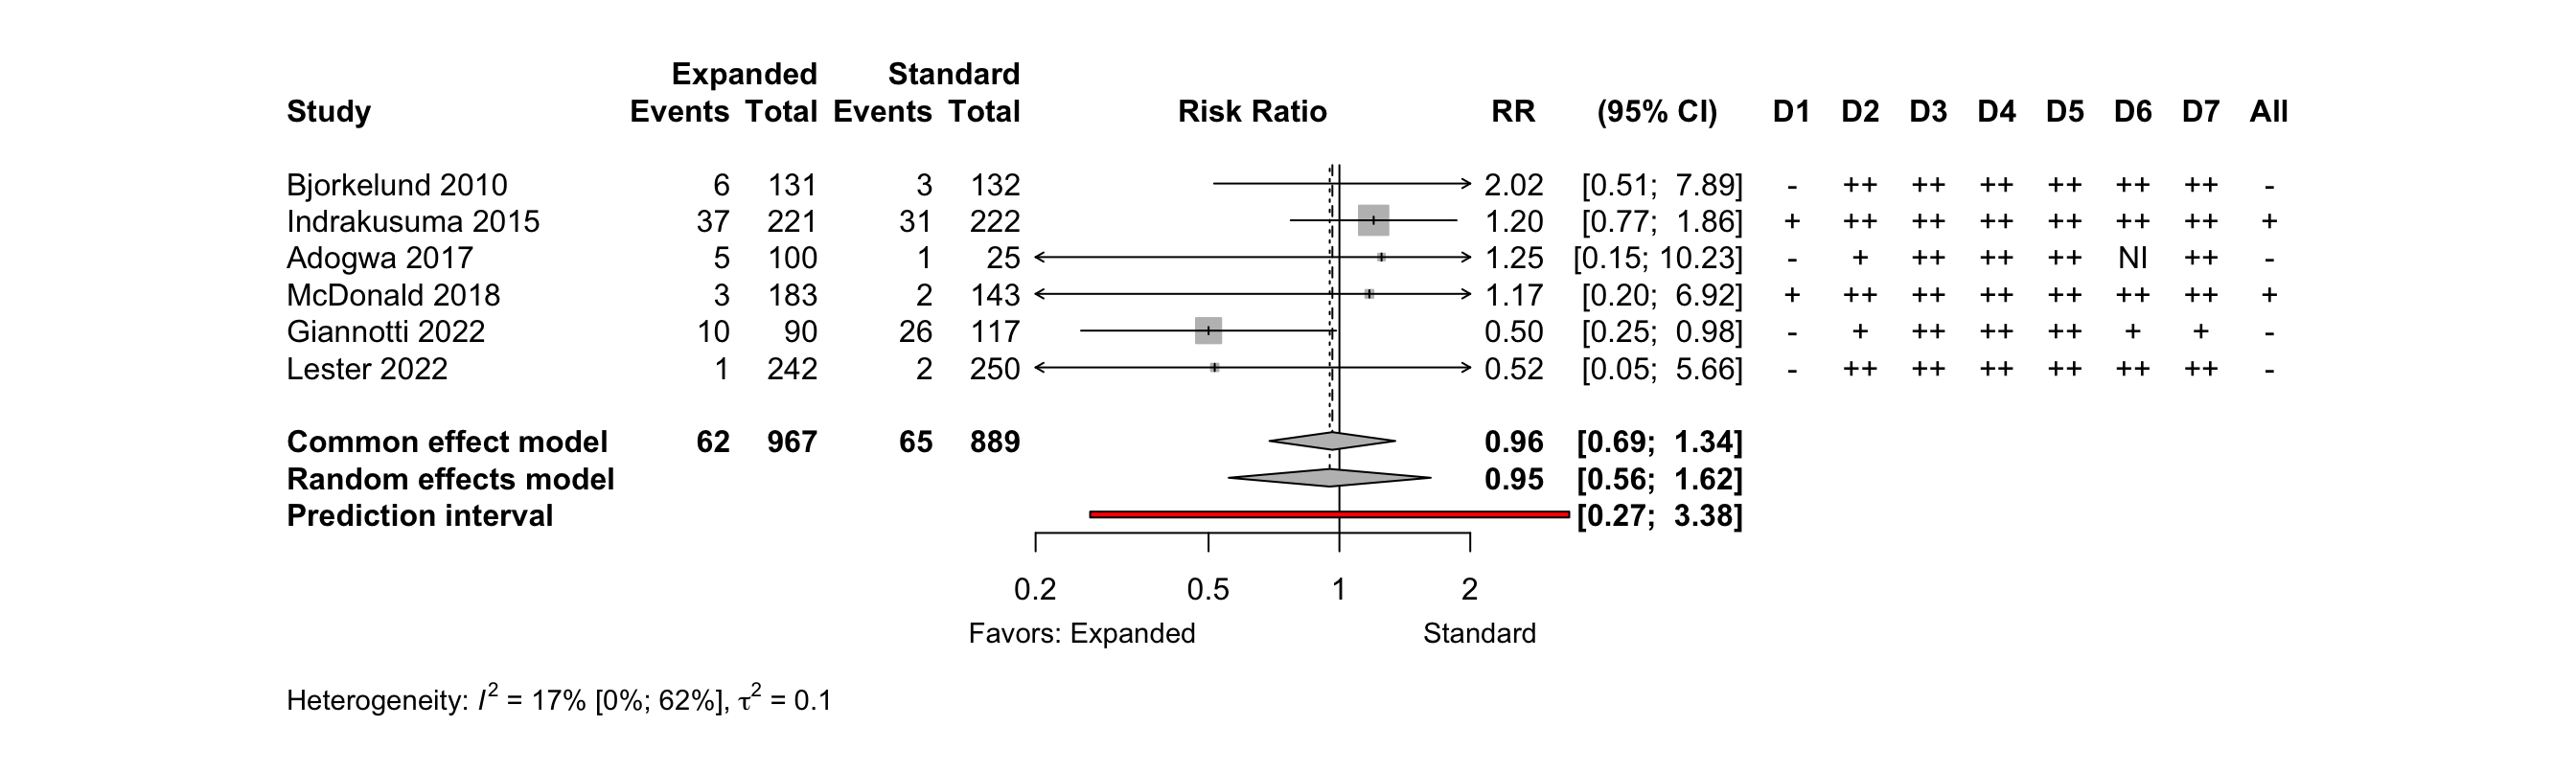 Expanded Standard
Study Events Total Events Total Risk Ratio RR (95% CI) D1 D2 D3 D4 D5 D6 D7 All
Bjorkelund 2010 6 131 3 132 2.02 [0.51; 7.89] - ++ ++ ++ ++ ++ ++ -
Indrakusuma 2015 37 221 31 222 1.20 [0.77; 1.86] + ++ ++ ++ ++ ++ ++ +
Adogwa 2017 5 100 1 25 1.25 [0.15; 10.23] - + ++ ++ ++ NI ++ -
McDonald 2018 3 183 2 143 1.17 [0.20; 6.92] + ++ ++ ++ ++ ++ ++ +
Giannotti 2022 10 90 26 117 0.50 [0.25; 0.98] - + ++ ++ ++ + + -
Lester 2022 1 242 2 250 0.52 [0.05; 5.66] - ++ ++ ++ ++ ++ ++ -
Common effect model 62 967 65 889 0.96 [0.69; 1.34]
Random effects model 0.95 [0.56; 1.62]
Prediction interval [0.27; 3.38]
0.2 0.5 1 2
Favors: Expanded Standard
Heterogeneity: I² = 17% [0%; 62%], τ² = 0.1